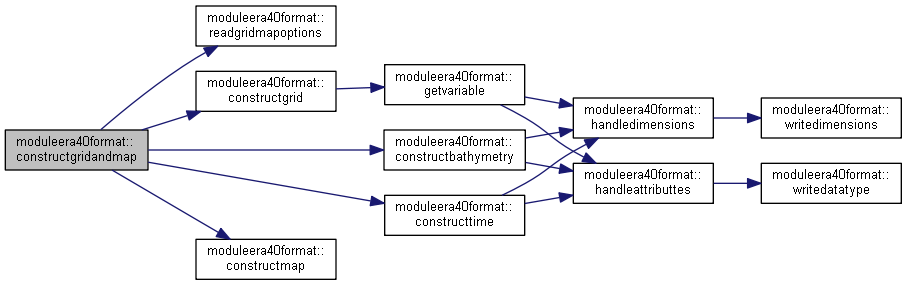 moduleera40format::
readgridmapoptions
moduleera40format::
constructgrid
moduleera40format::
getvariable
moduleera40format::
handledimensions
moduleera40format::
writedimensions
moduleera40format::
constructgridandmap
moduleera40format::
constructbathymetry
moduleera40format::
handleattributtes
moduleera40format::
writedatatype
moduleera40format::
constructtime
moduleera40format::
constructmap